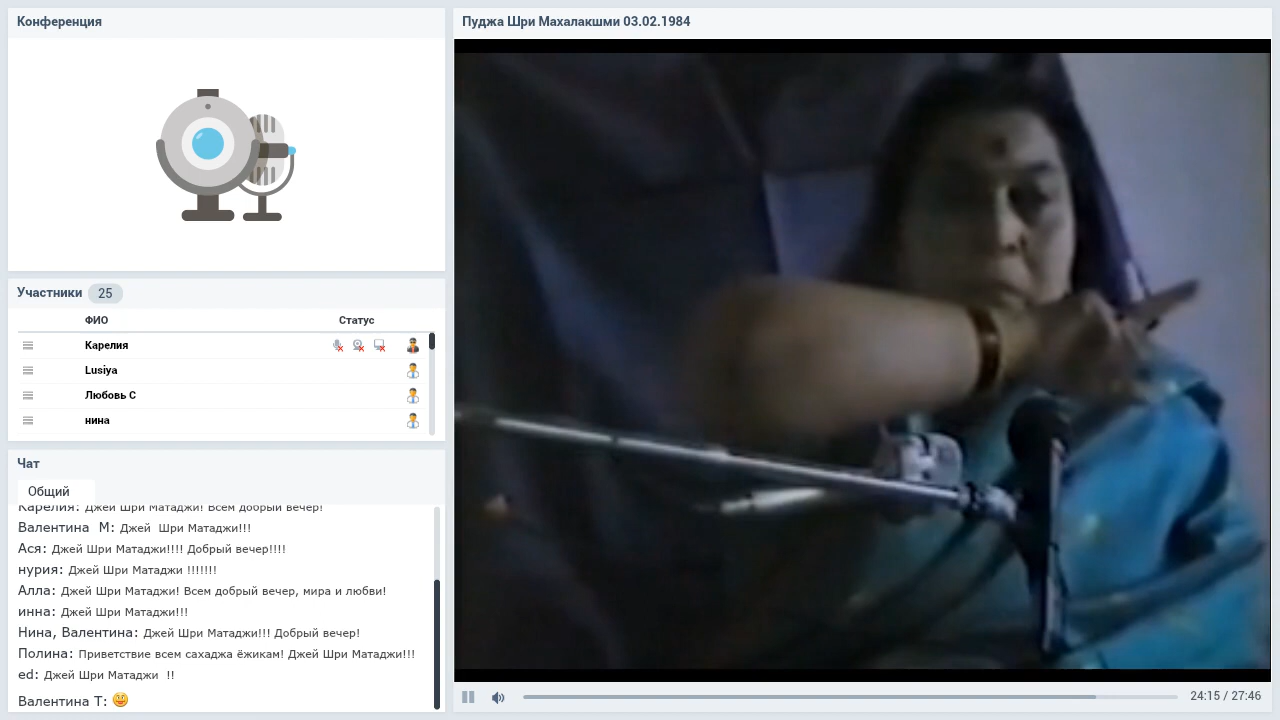 Конференция
Участники 25
ФИО Статус
Карелия
Lusiya
Любовь С
нина
Чат
Общий
Карелия: Джей Шри Матаджи! Всем добрый вечер!
Валентина М: Джей Шри Матаджи!!!
Ася: Джей Шри Матаджи!!!! Добрый вечер!!!!
нурия: Джей Шри Матаджи !!!!!!!
Алла: Джей Шри Матаджи! Всем добрый вечер, мира и любви!
инна: Джей Шри Матаджи!!!
Нина, Валентина: Джей Шри Матаджи!!! Добрый вечер!
Полина: Приветствие всем сахаджа ёжикам! Джей Шри Матаджи!!!
ed: Джей Шри Матаджи !!
Валентина Т:
Пуджа Шри Махалакшми 03.02.1984
24:15 / 27:46